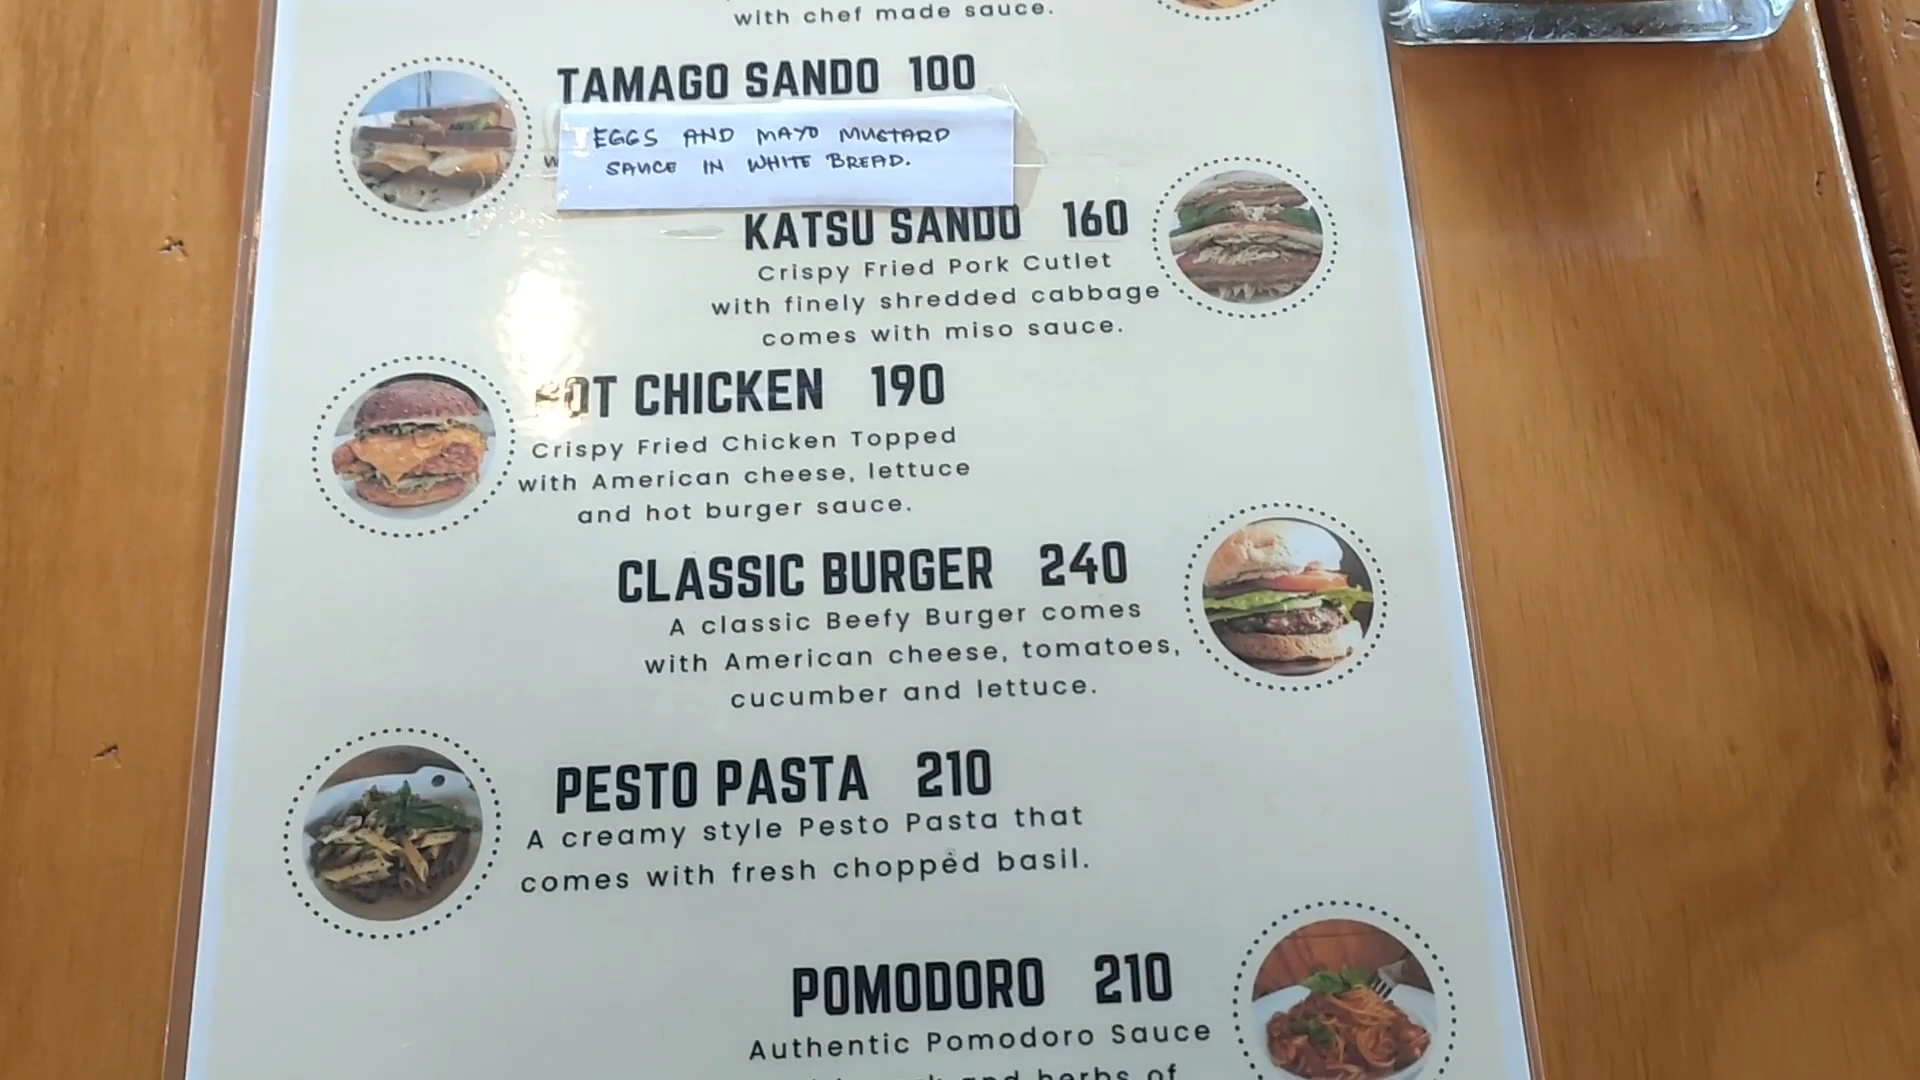 with chef made sauce.
TAMAGO SANDO 100
EGGS AND MAYO MUSTARD
SAUCE IN WHITE BREAD.
KATSU SANDO 160
Crispy Fried Pork Cutlet
with finely shredded cabbage
comes with miso sauce.
HOT CHICKEN 190
Crispy Fried Chicken Topped
with American cheese, lettuce
and hot burger sauce.
CLASSIC BURGER 240
A classic Beefy Burger comes
with American cheese, tomatoes,
cucumber and lettuce.
PESTO PASTA 210
A creamy style Pesto Pasta that
comes with fresh chopped basil.
POMODORO 210
Authentic Pomodoro Sauce
and herbs of